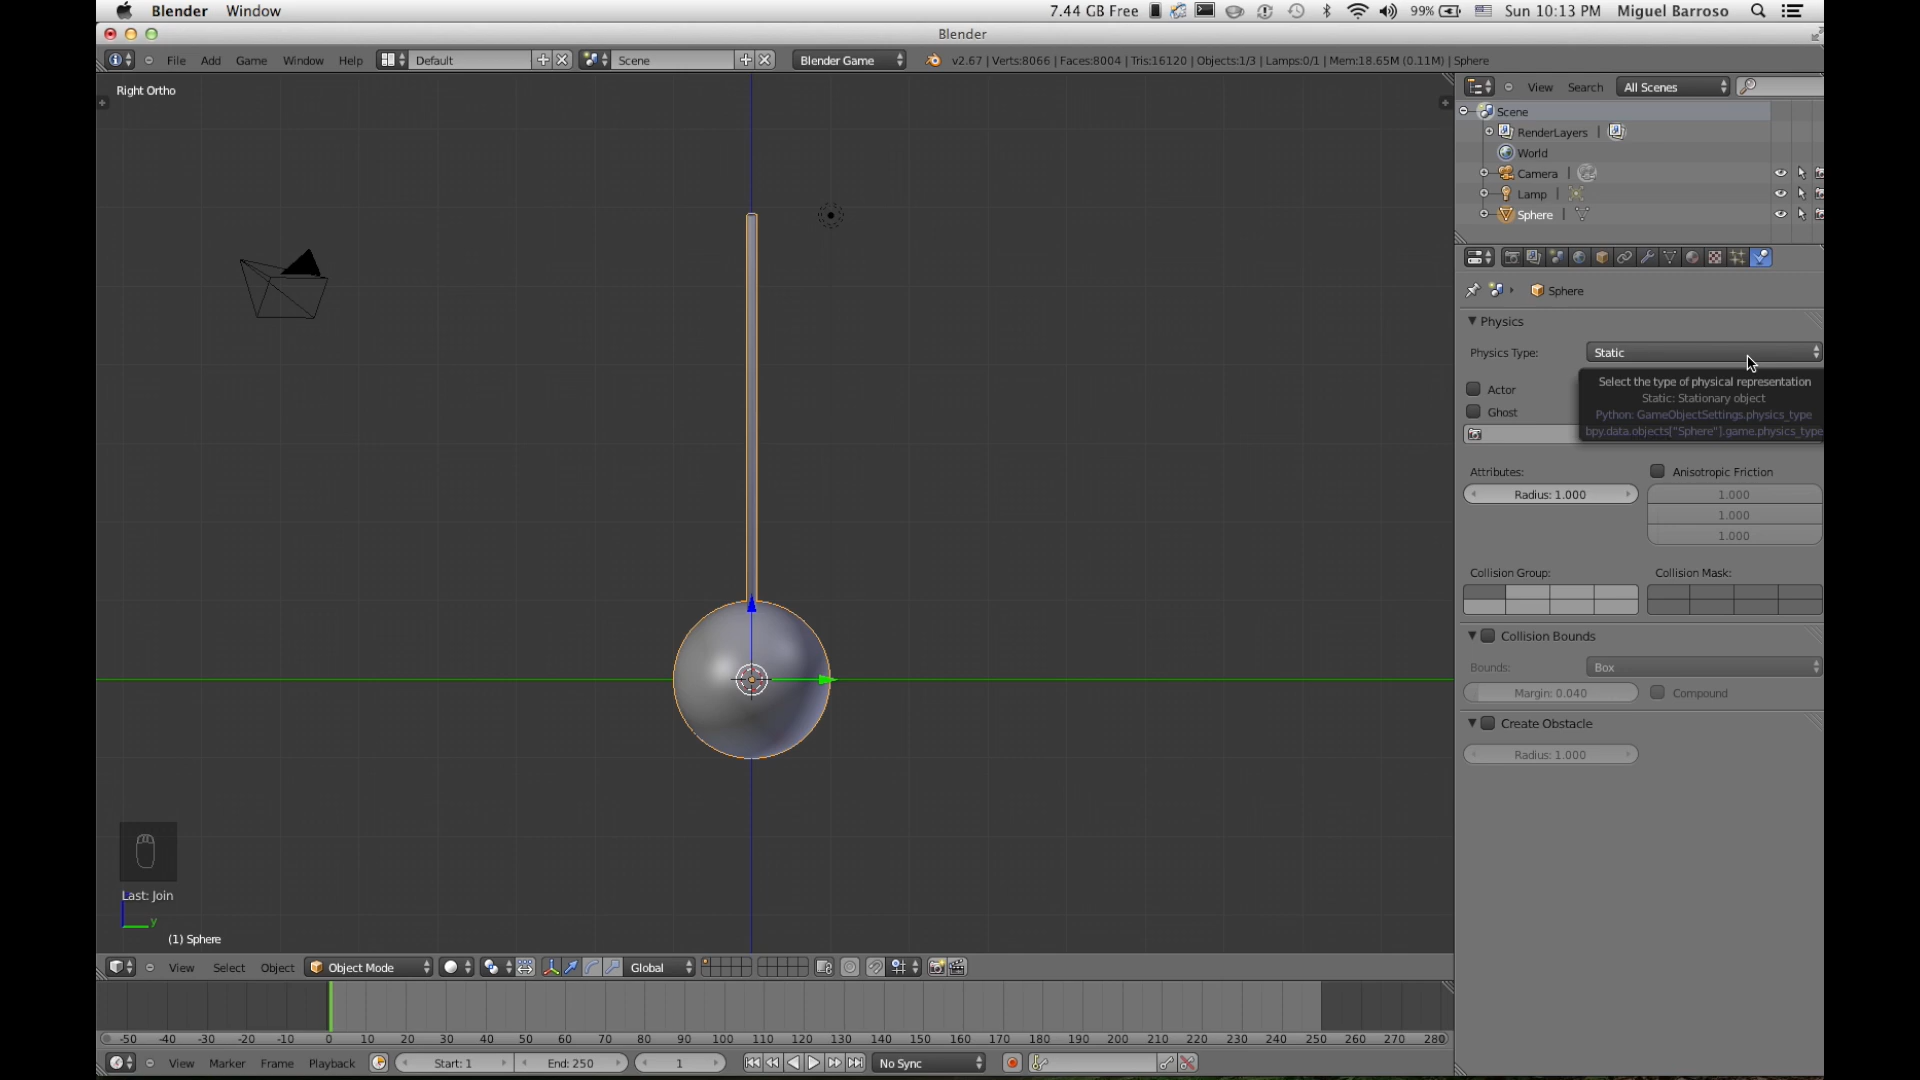 Blender Window 7.44 GB Free 99% Sun 10:13 PM Miguel Barroso
Blender
File Add Game Window Help Default Scene Blender Game v2.67 | Verts:8066 | Faces:8004 | Tris:16120 | Objects:1/3 | Lamps:0/1 | Mem:18.65M (0.11M) | Sphere
Right Ortho
View Search All Scenes
Scene
RenderLayers
World
Camera
Lamp
Sphere
Sphere
Physics
Physics Type: Static
Actor
Ghost
Select the type of physical representation
Static: Stationary object
Python: GameObjectSettings.physics_type
bpy.data.objects["Sphere"].game.physics_type
Attributes: Anisotropic Friction
Radius: 1.000 1.000
1.000
1.000
Collision Group: Collision Mask:
Collision Bounds
Bounds: Box
Margin: 0.040 Compound
Create Obstacle
Radius: 1.000
Last: Join
y
(1) Sphere
View Select Object Object Mode Global
-50 -40 -30 -20 -10 0 10 20 30 40 50 60 70 80 90 100 110 120 130 140 150 160 170 180 190 200 210 220 230 240 250 260 270 280
View Marker Frame Playback Start: 1 End: 250 1 No Sync